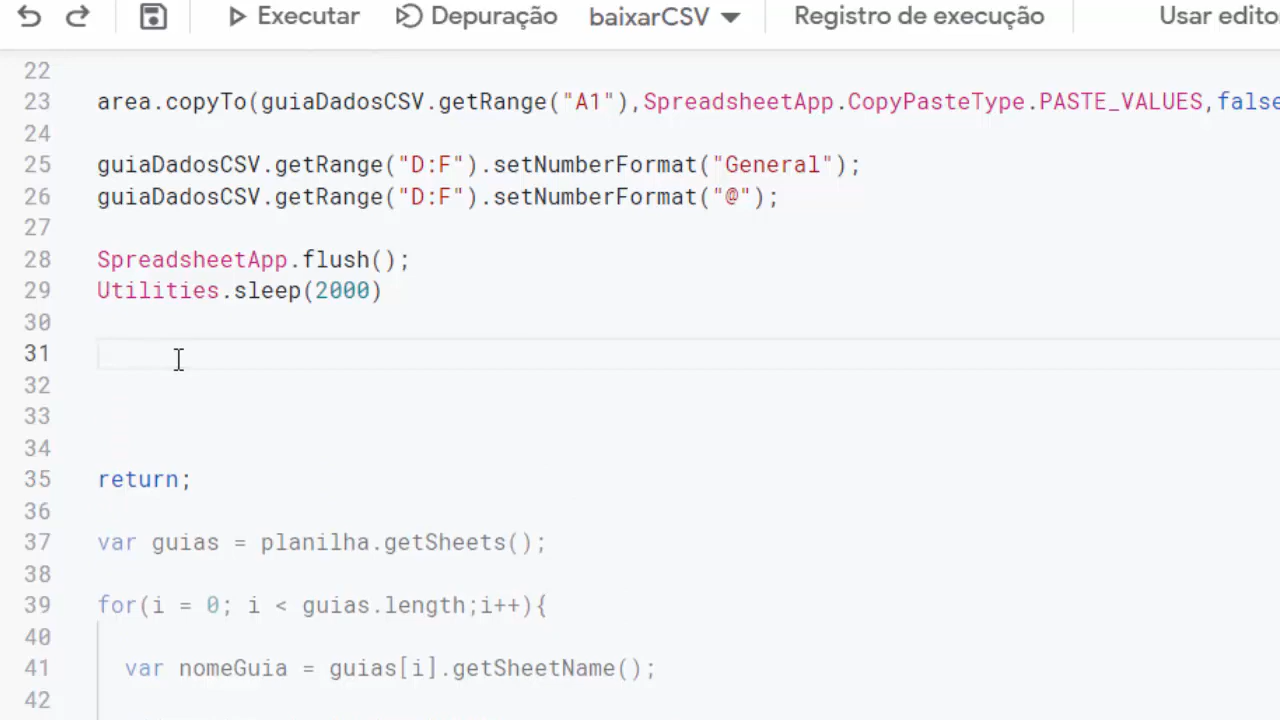 Executar Depuração baixarCSV Registro de execução Usar edito
22
23 area.copyTo(guiaDadosCSV.getRange("A1"),SpreadsheetApp.CopyPasteType.PASTE_VALUES,false
24
25 guiaDadosCSV.getRange("D:F").setNumberFormat("General");
26 guiaDadosCSV.getRange("D:F").setNumberFormat("@");
27
28 SpreadsheetApp.flush();
29 Utilities.sleep(2000)
30
31
32
33
34
35 return;
36
37 var guias = planilha.getSheets();
38
39 for(i = 0; i < guias.length;i++){
40
41 var nomeGuia = guias[i].getSheetName();
42